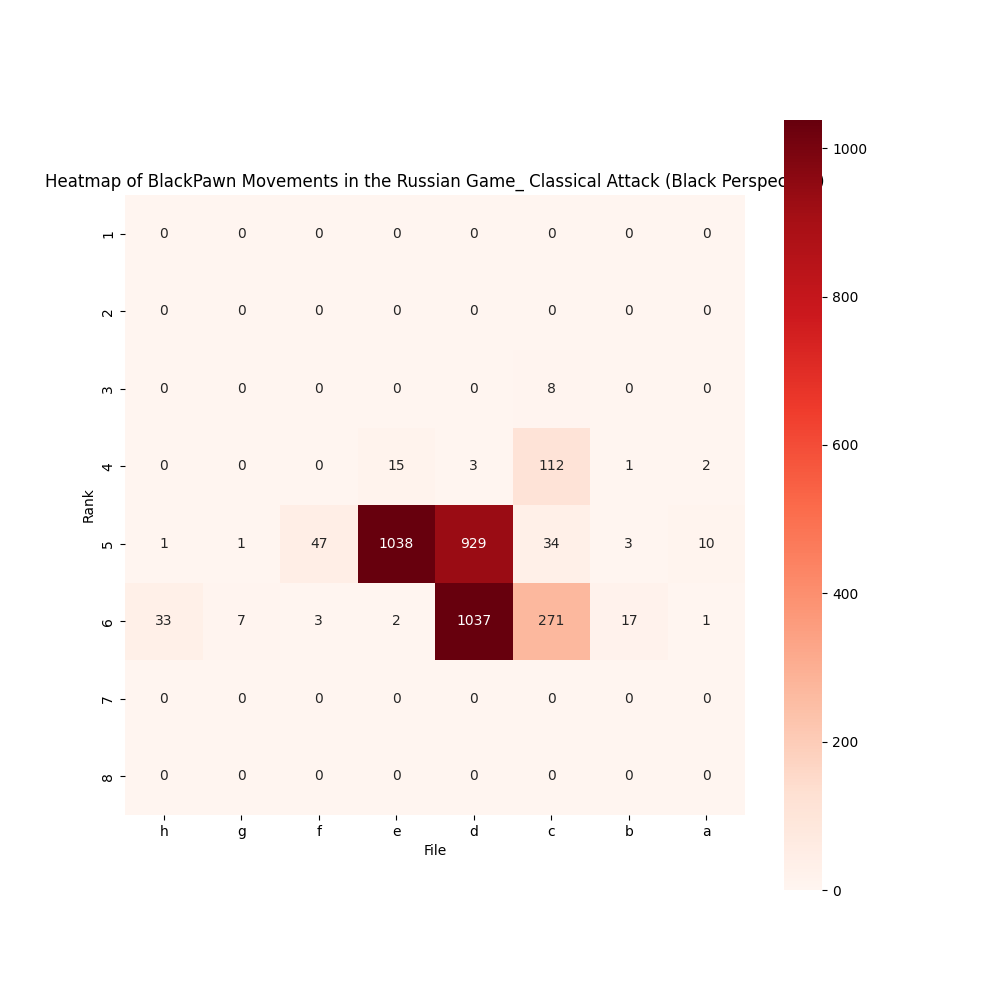 Heatmap of BlackPawn Movements in the Russian Game_ Classical Attack (Black Perspec )
1000
800
600
400
200
0
Rank
1 0 0 0 0 0 0 0 0
2 0 0 0 0 0 0 0 0
3 0 0 0 0 0 8 0 0
4 0 0 0 15 3 112 1 2
5 1 1 47 1038 929 34 3 10
6 33 7 3 2 1037 271 17 1
7 0 0 0 0 0 0 0 0
8 0 0 0 0 0 0 0 0
h g f e d c b a
File